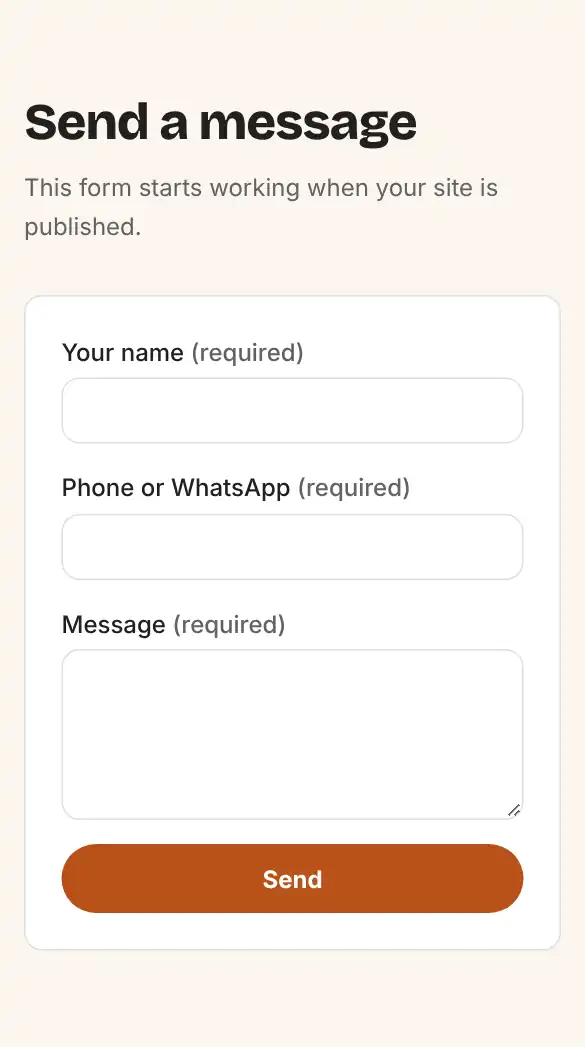 Send a message
This form starts working when your site is
published.
Your name (required)
Phone or WhatsApp (required)
Message (required)
Send